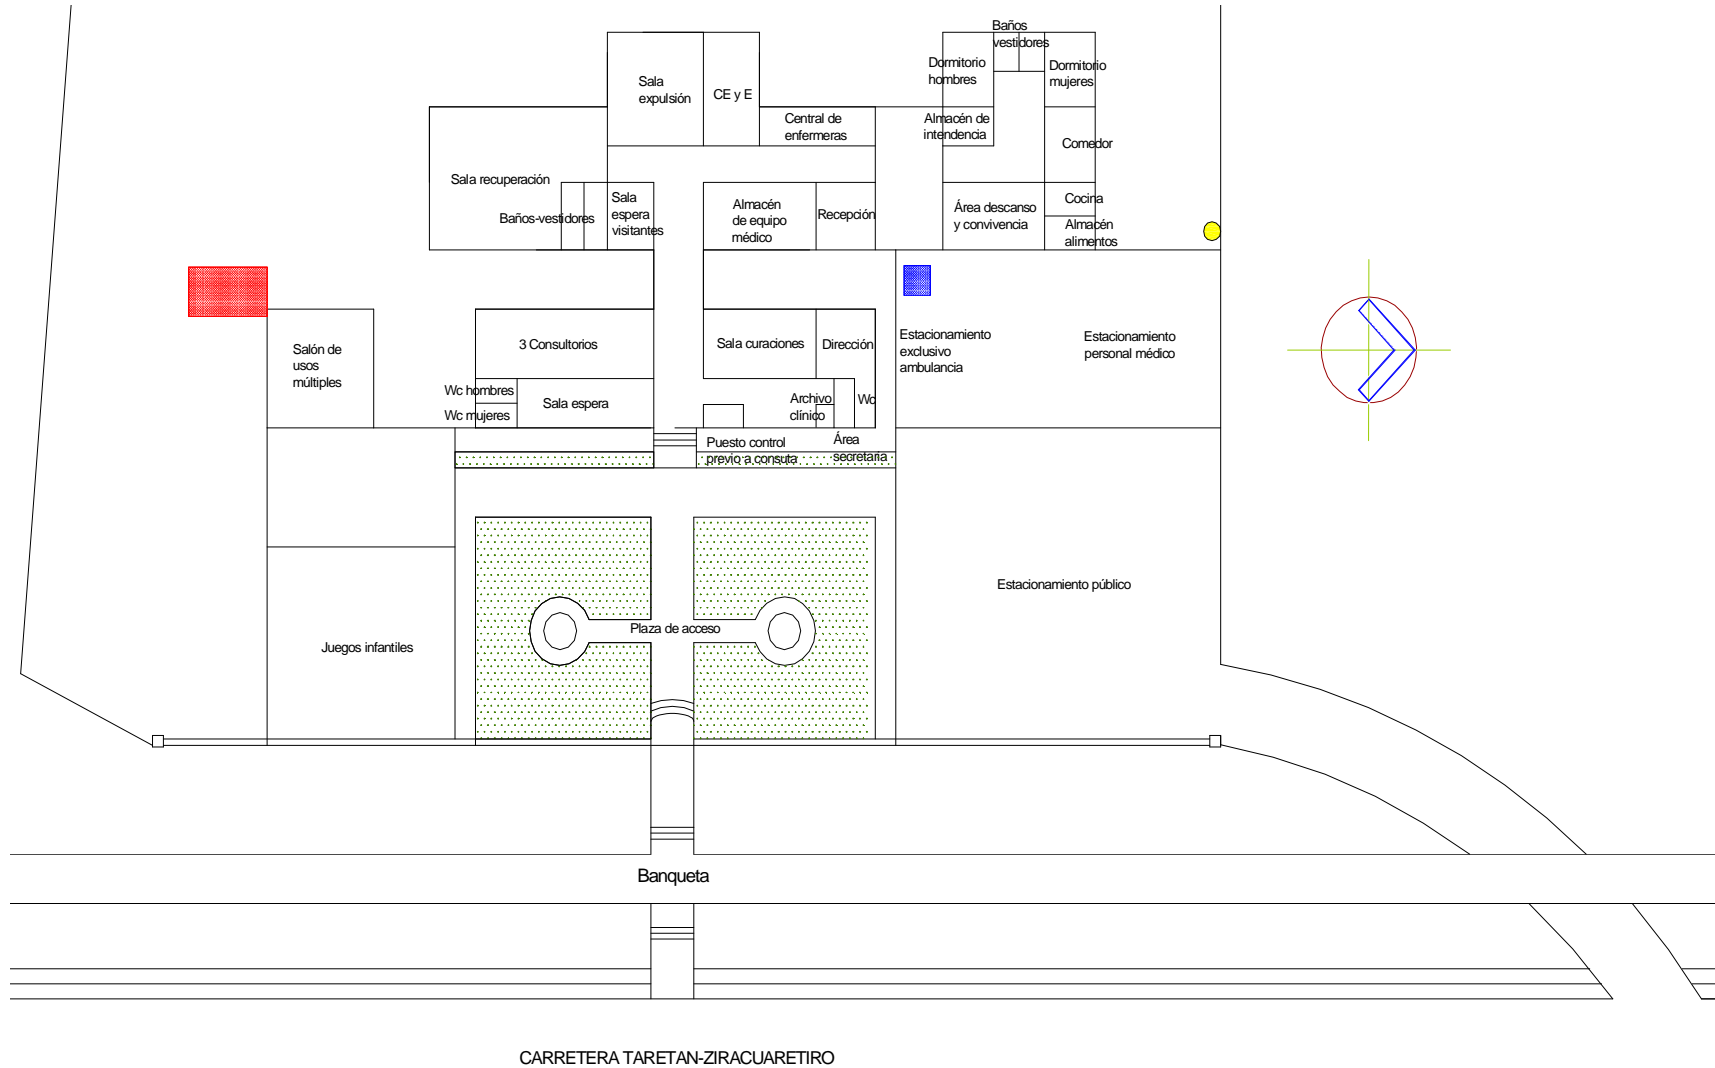 Baños
vestidores
Dormitorio
hombres
Dormitorio
mujeres
Sala
expulsión
CE y E
Central de
enfermeras
Almacén de
intendencia
Comedor
Sala recuperación
Baños-vestidores
Sala
espera
visitantes
Almacén
de equipo
médico
Recepción
Área descanso
y convivencia
Cocina
Almacén
alimentos
Salón de
usos
múltiples
3 Consultorios
Sala curaciones
Dirección
Estacionamiento
exclusivo
ambulancia
Estacionamiento
personal médico
Wc hombres
Wc mujeres
Sala espera
Archivo
clínico
Wc
Puesto control
previo a consuta
Área
secretaria
Estacionamiento público
Plaza de acceso
Juegos infantiles
Banqueta
CARRETERA TARETAN-ZIRACUARETIRO